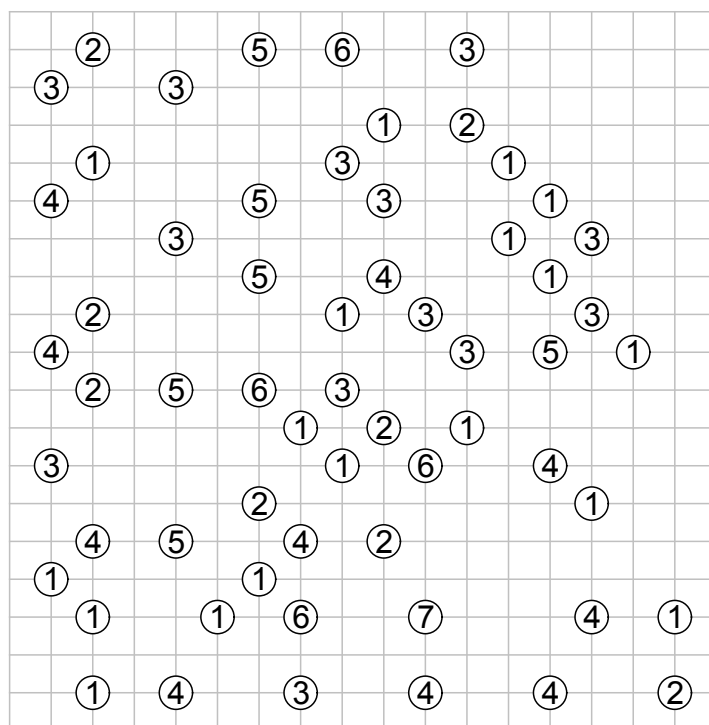 2 5 6 3
3 3
1 2
1 3 1
4 5 3 1
3 1 3
5 4 1
2 1 3 3
4 3 5 1
2 5 6 3
1 2 1
3 1 6 4
2 1
4 5 4 2
1 1
1 1 6 7 4 1
1 4 3 4 4 2